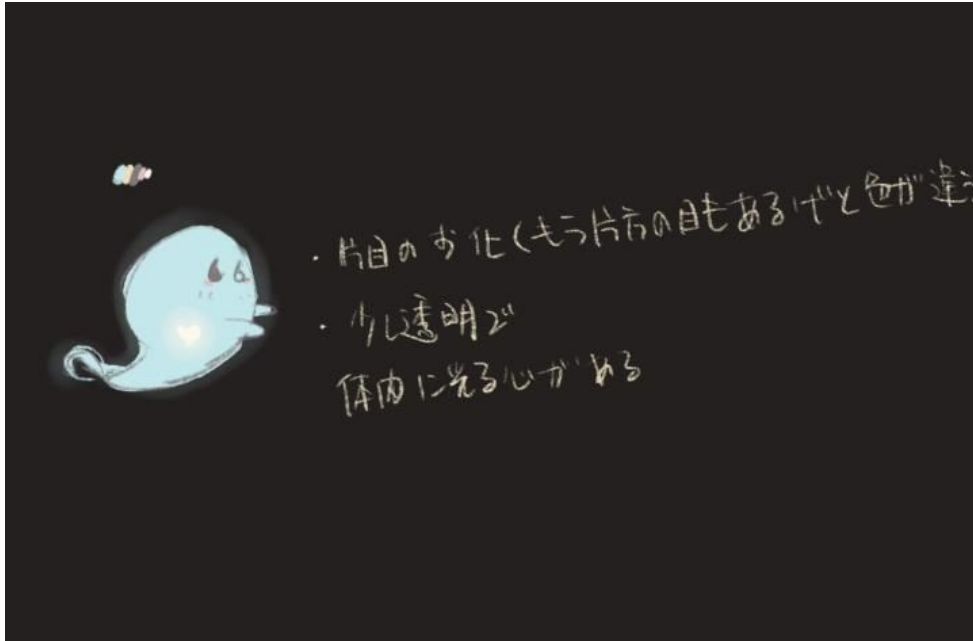 ・片目のお化(もう片方の目もあるけど色が違う
・少し透明で
体内に光る心がある